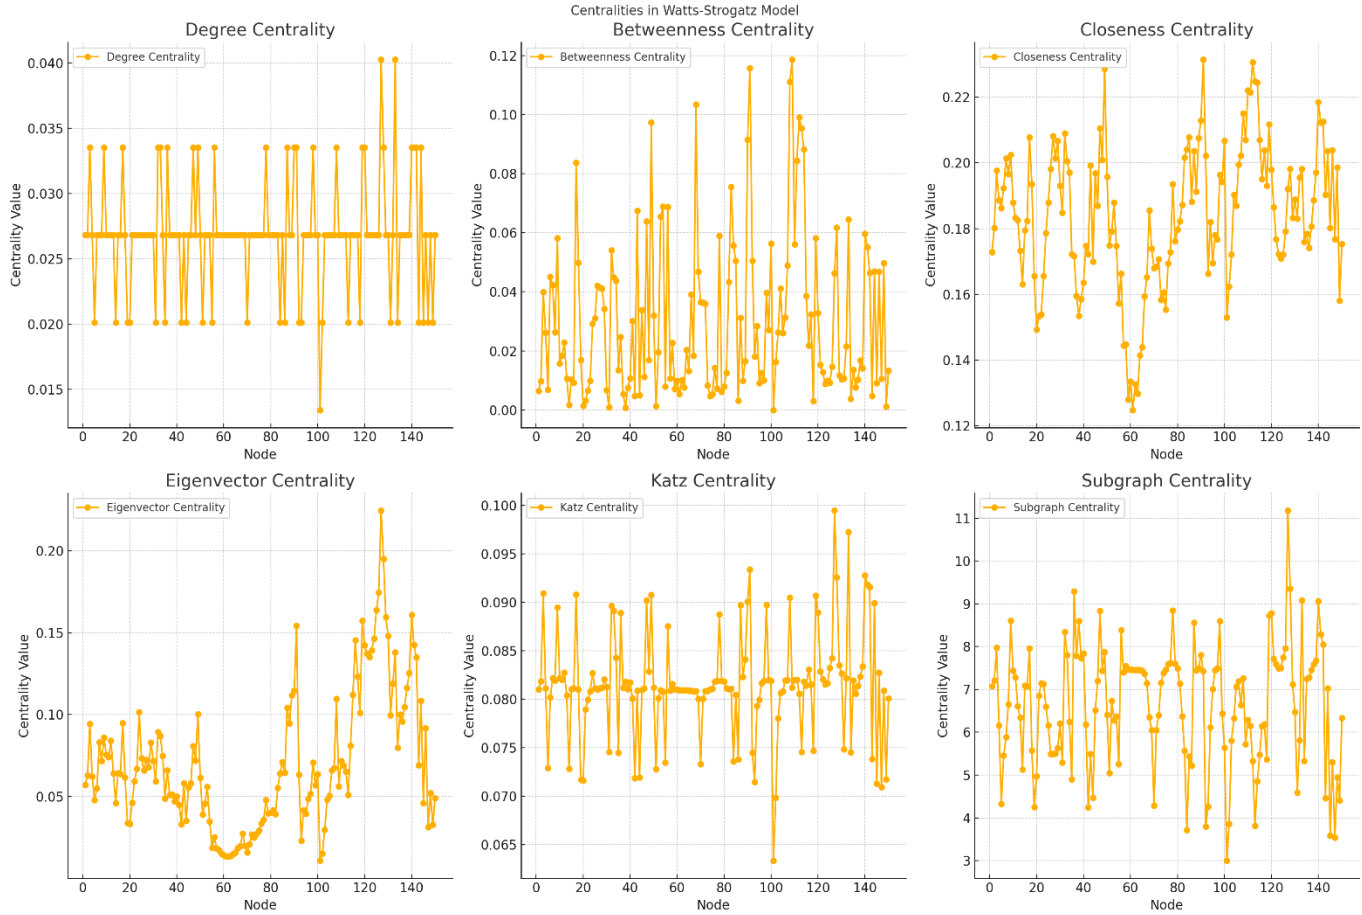 Centralities in Watts-Strogatz Model
Degree Centrality
Degree Centrality
Centrality Value
0.040
0.035
0.030
0.025
0.020
0.015
0 20 40 60 80 100 120 140
Node
Betweenness Centrality
Betweenness Centrality
Centrality Value
0.12
0.10
0.08
0.06
0.04
0.02
0.00
0 20 40 60 80 100 120 140
Node
Closeness Centrality
Closeness Centrality
Centrality Value
0.22
0.20
0.18
0.16
0.14
0.12
0 20 40 60 80 100 120 140
Node
Eigenvector Centrality
Eigenvector Centrality
Centrality Value
0.20
0.15
0.10
0.05
0 20 40 60 80 100 120 140
Node
Katz Centrality
Katz Centrality
Centrality Value
0.100
0.095
0.090
0.085
0.080
0.075
0.070
0.065
0 20 40 60 80 100 120 140
Node
Subgraph Centrality
Subgraph Centrality
Centrality Value
11
10
9
8
7
6
5
4
3
0 20 40 60 80 100 120 140
Node